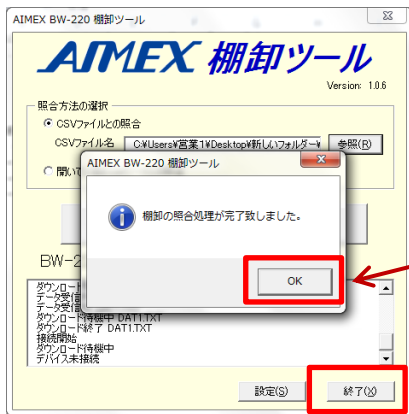 AIMEX BW-220 棚卸ツール
AIMEX 棚卸ツール
Version: 1.0.6
照合方法の選択
CSVファイルとの照合
CSVファイル名 C:¥Users¥営業1¥Desktop¥新しいフォルダー¥ 参照(R)
開いて
AIMEX BW-220 棚卸ツール
棚卸の照合処理が完了致しました。
OK
BW-2
ダウンロード
データ受信
データ受信
ダウンロード待機中 DAT1.TXT
ダウンロード終了 DAT1.TXT
接続開始
ダウンロード待機中
デバイス未接続
設定(S) 終了(X)